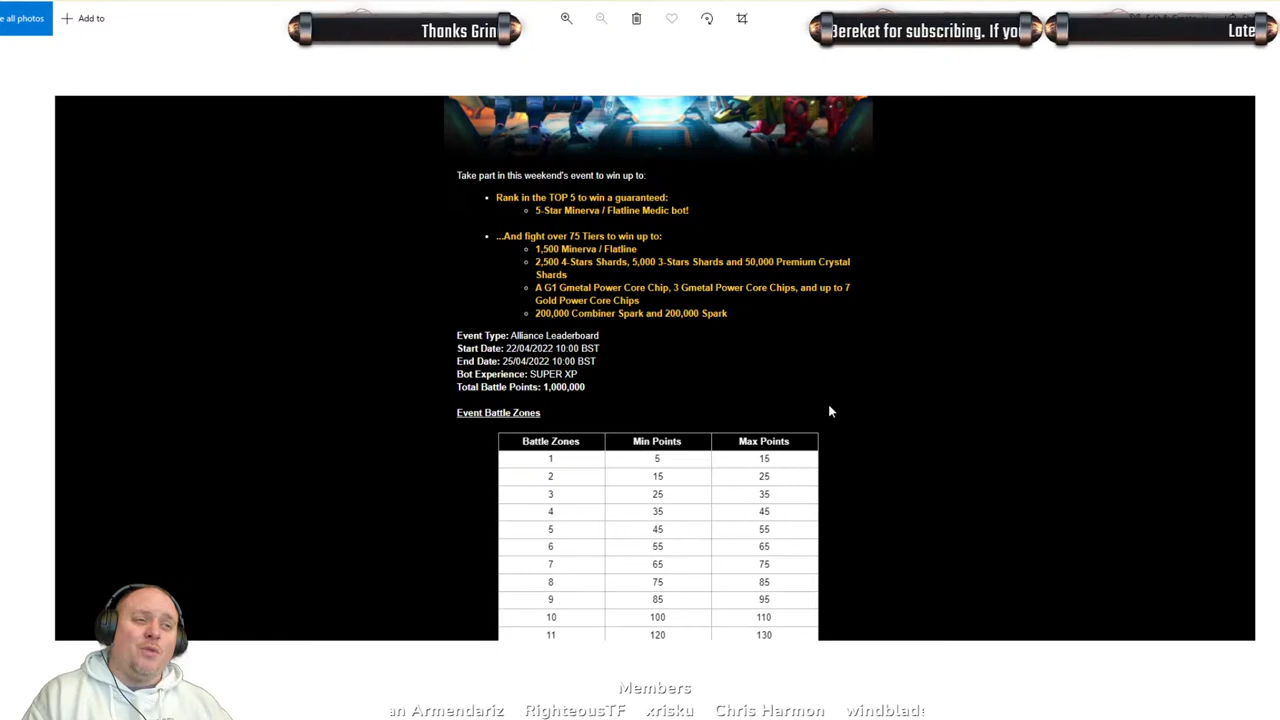 e all photos
Add to
Thanks Grin
Bereket for subscribing. If you
Late
Take part in this weekend's event to win up to:
Rank in the TOP 5 to win a guaranteed:
5-Star Minerva / Flatline Medic bot!
...And fight over 75 Tiers to win up to:
1,500 Minerva / Flatline
2,500 4-Stars Shards, 5,000 3-Stars Shards and 50,000 Premium Crystal
Shards
A G1 Gmetal Power Core Chip, 3 Gmetal Power Core Chips, and up to 7
Gold Power Core Chips
200,000 Combiner Spark and 200,000 Spark
Event Type: Alliance Leaderboard
Start Date: 22/04/2022 10:00 BST
End Date: 25/04/2022 10:00 BST
Bot Experience: SUPER XP
Total Battle Points: 1,000,000
Event Battle Zones
Battle Zones Min Points Max Points
1 5 15
2 15 25
3 25 35
4 35 45
5 45 55
6 55 65
7 65 75
8 75 85
9 85 95
10 100 110
11 120 130
Members
an Armendariz RighteousTF xrisku Chris Harmon windblade